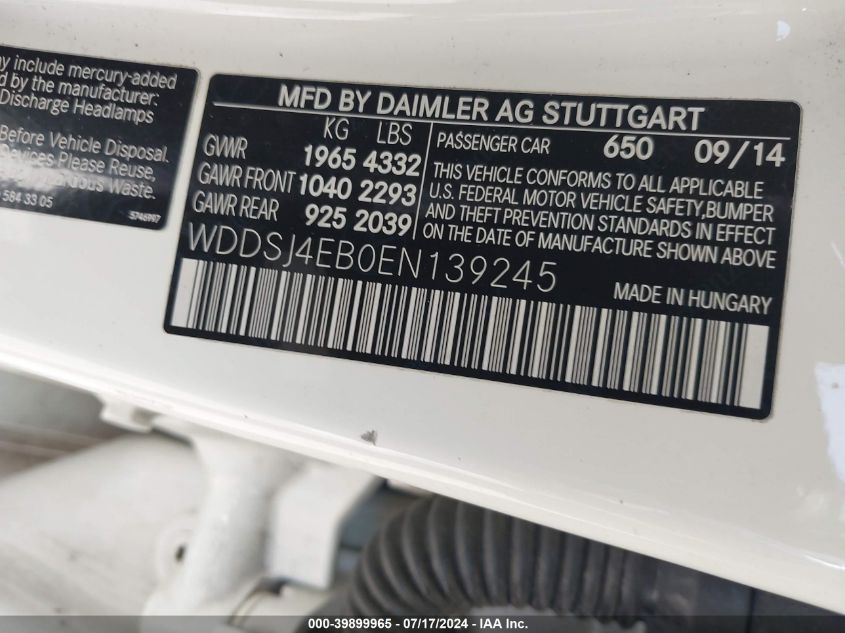 y include mercury-added
d by the manufacturer:
Discharge Headlamps
Before Vehicle Disposal.
Devices Please Reuse,
ous Waste.
584 33 05
5746997
MFD BY DAIMLER AG STUTTGART
KG LBS
GVWR 1965 4332
GAWR FRONT 1040 2293
GAWR REAR 925 2039
PASSENGER CAR 650 09/14
THIS VEHICLE CONFORMS TO ALL APPLICABLE
U.S. FEDERAL MOTOR VEHICLE SAFETY,BUMPER
AND THEFT PREVENTION STANDARDS IN EFFECT
ON THE DATE OF MANUFACTURE SHOWN ABOVE
WDDSJ4EB0EN139245
MADE IN HUNGARY
000-39899965 / 07/17/2024 - IAA Inc.